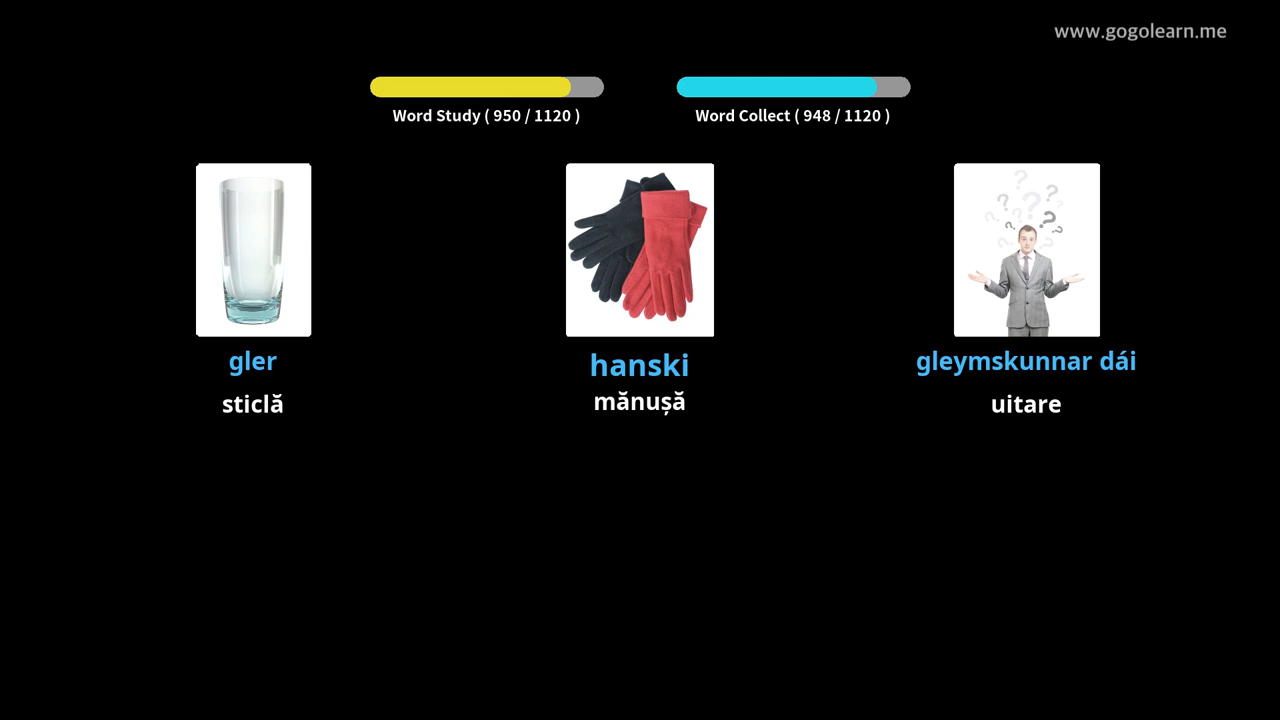 www.gogolearn.me
Word Study ( 950 / 1120 )
Word Collect ( 948 / 1120 )
gler
hanski
gleymskunnar dái
sticlă
mănușă
uitare